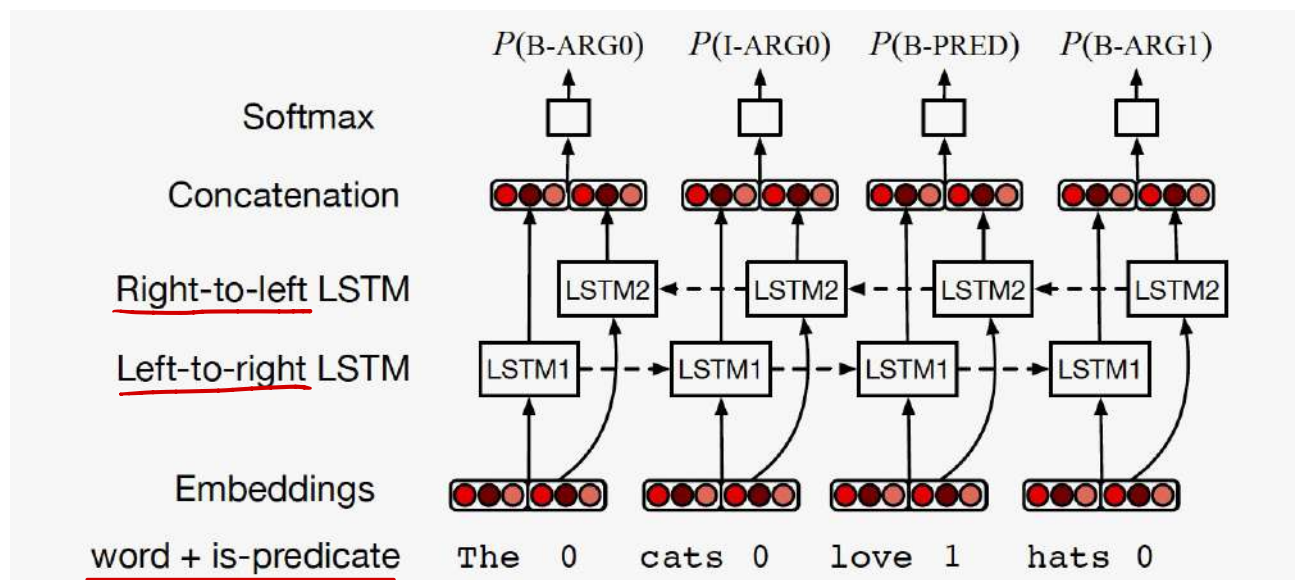 P(B-ARG0) P(I-ARG0) P(B-PRED) P(B-ARG1)
Softmax
Concatenation
Right-to-left LSTM LSTM2 LSTM2 LSTM2 LSTM2
Left-to-right LSTM LSTM1 LSTM1 LSTM1 LSTM1
Embeddings
word + is-predicate The 0 cats 0 love 1 hats 0